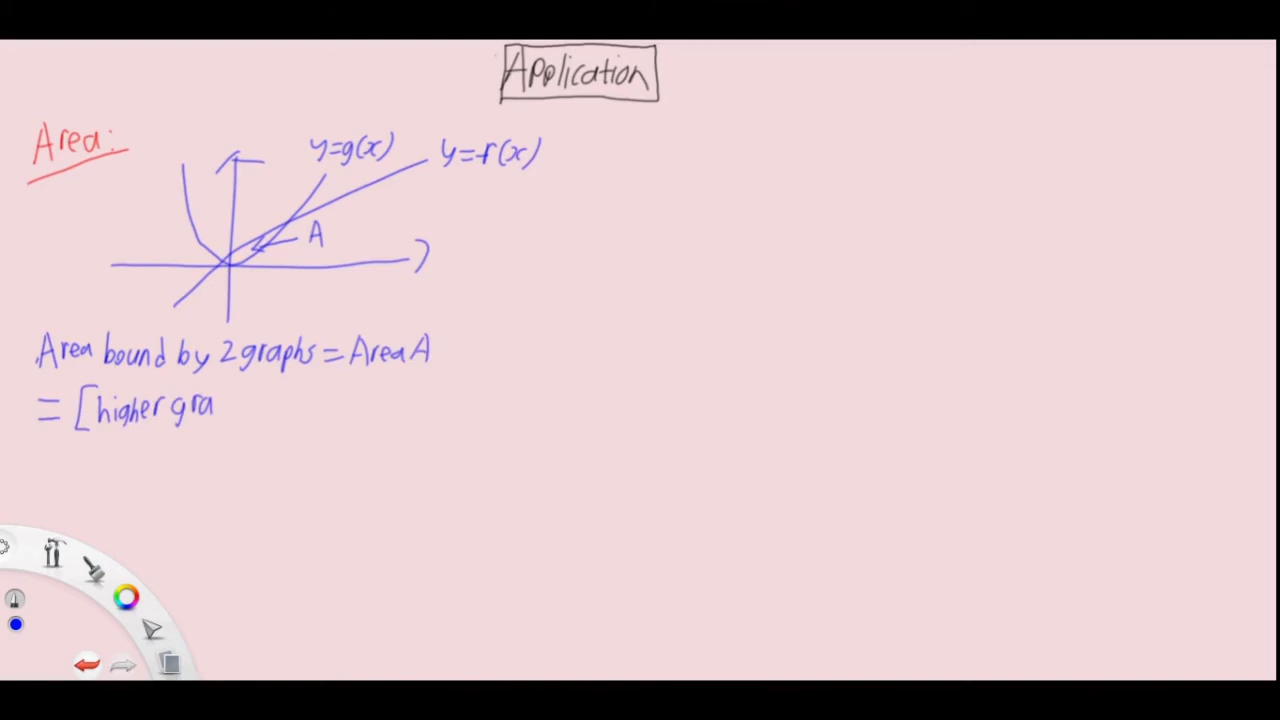 Application
Area:
y=g(x)
y=f(x)
A
Area bound by 2 graphs = Area A
= [higher gra